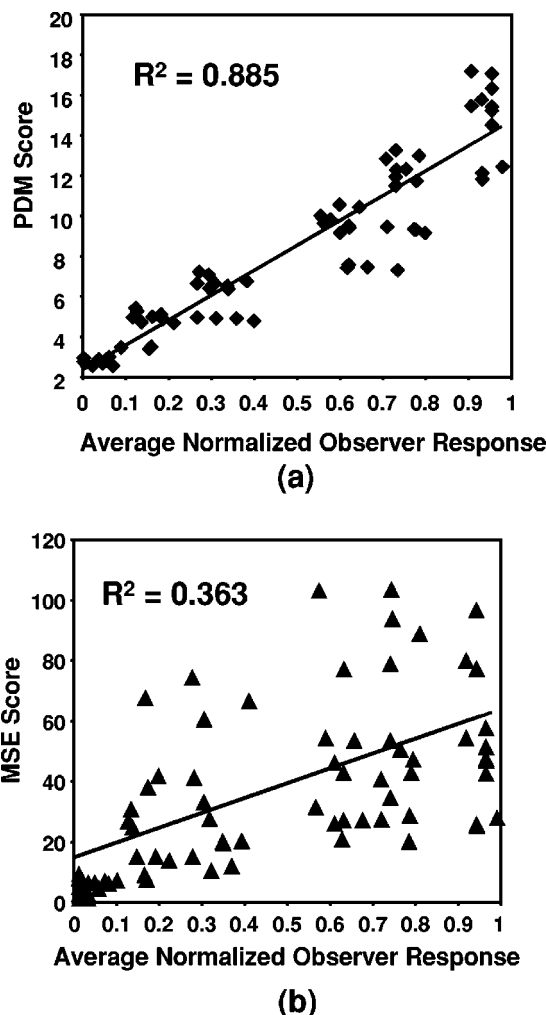 20
18
16
14
12
10
8
6
4
2
PDM Score
R² = 0.885
0 0.1 0.2 0.3 0.4 0.5 0.6 0.7 0.8 0.9 1
Average Normalized Observer Response
(a)
120
100
80
60
40
20
0
MSE Score
R² = 0.363
0 0.1 0.2 0.3 0.4 0.5 0.6 0.7 0.8 0.9 1
Average Normalized Observer Response
(b)